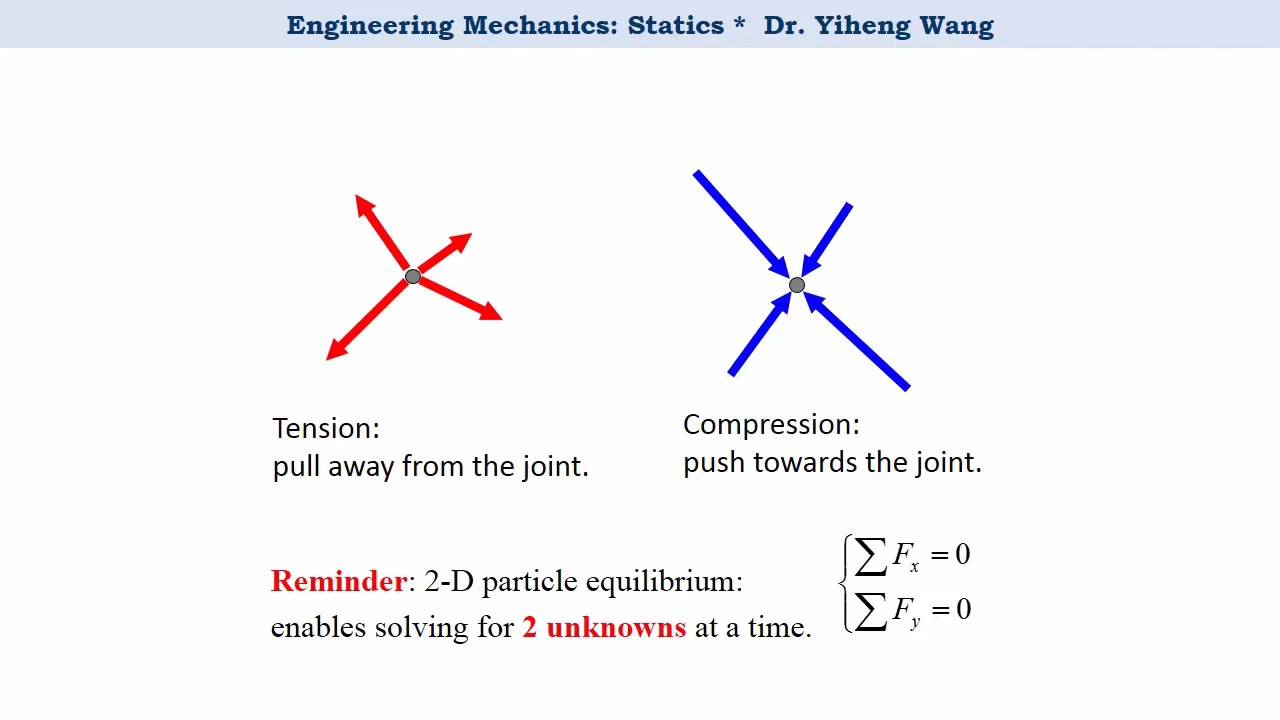 Engineering Mechanics: Statics * Dr. Yiheng Wang
Tension:
pull away from the joint.
Compression:
push towards the joint.
Reminder: 2-D particle equilibrium:
enables solving for 2 unknowns at a time.
∑ Fₓ = 0
∑ F_y = 0